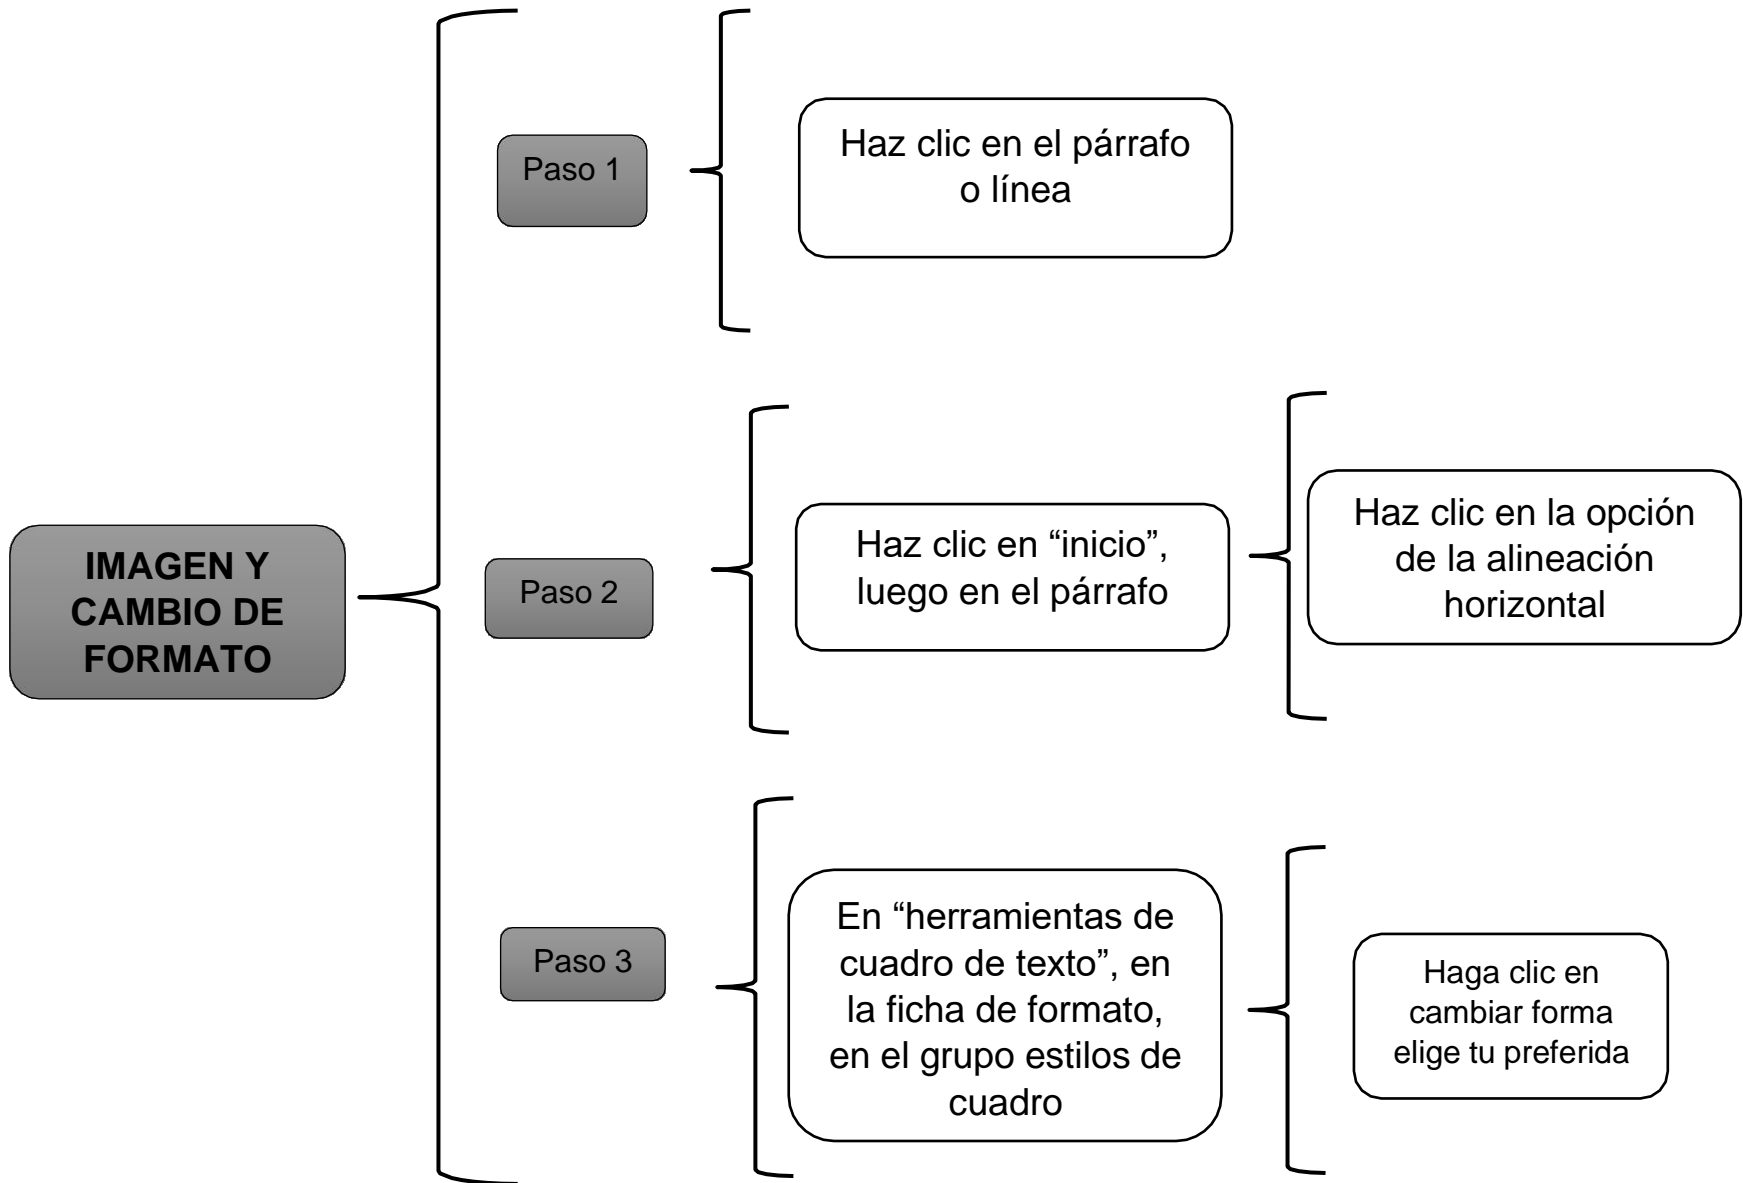 IMAGEN Y
CAMBIO DE
FORMATO
Paso 1
Haz clic en el párrafo
o línea
Paso 2
Haz clic en “inicio”,
luego en el párrafo
Haz clic en la opción
de la alineación
horizontal
Paso 3
En “herramientas de
cuadro de texto”, en
la ficha de formato,
en el grupo estilos de
cuadro
Haga clic en
cambiar forma
elige tu preferida